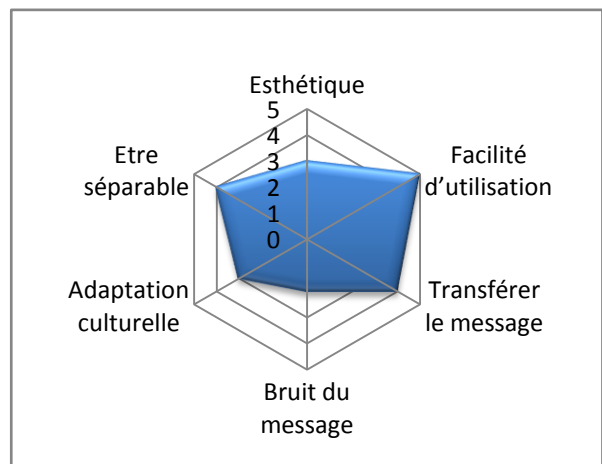 Esthétique
5
4
3
2
1
0
Facilité
d'utilisation
Transférer
le message
Bruit du
message
Adaptation
culturelle
Etre
séparable